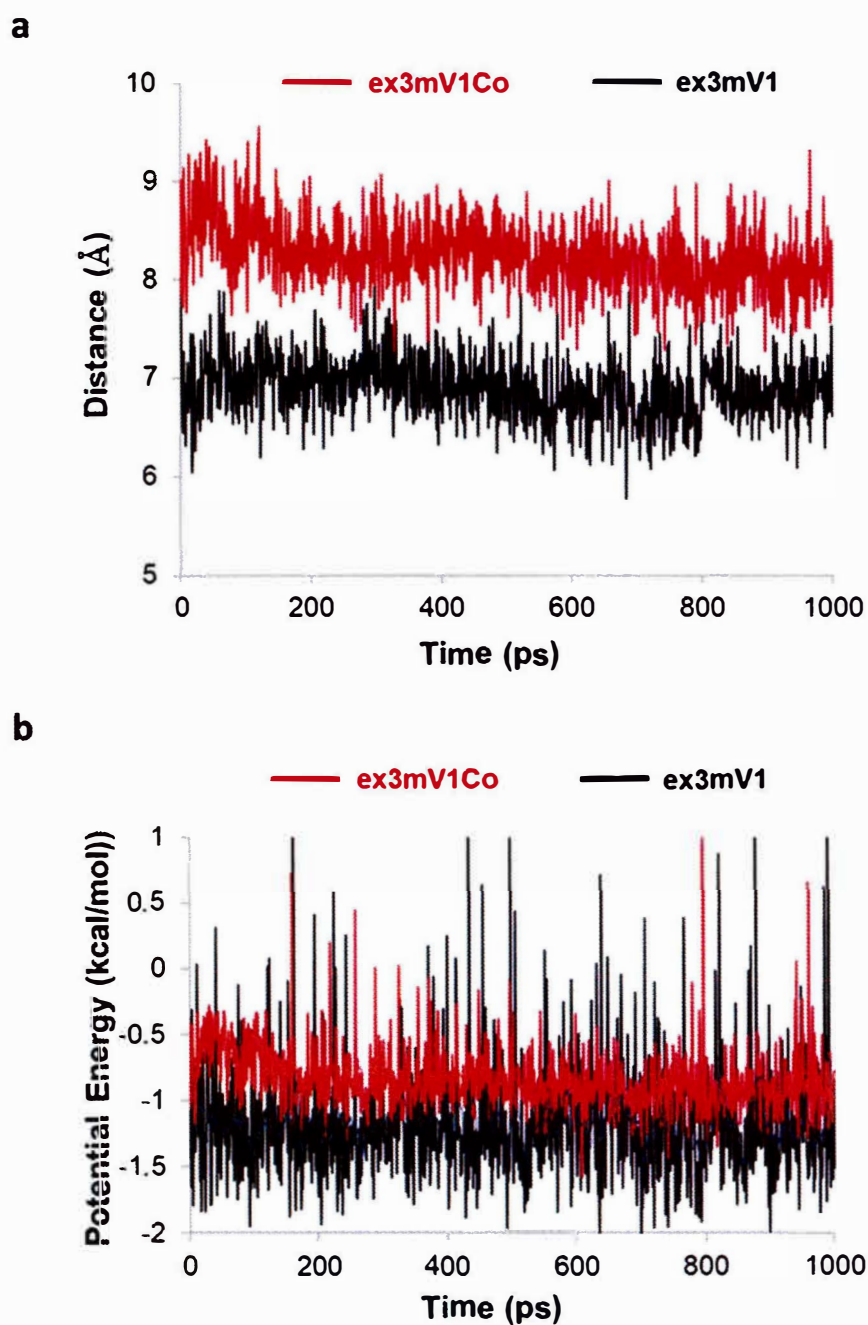 a
ex3mV1Co ex3mV1
10
9
8
7
6
5
Distance (Å)
0 200 400 600 800 1000
Time (ps)
b
ex3mV1Co ex3mV1
1
0.5
0
-0.5
-1
-1.5
-2
Potential Energy (kcal/mol))
0 200 400 600 800 1000
Time (ps)